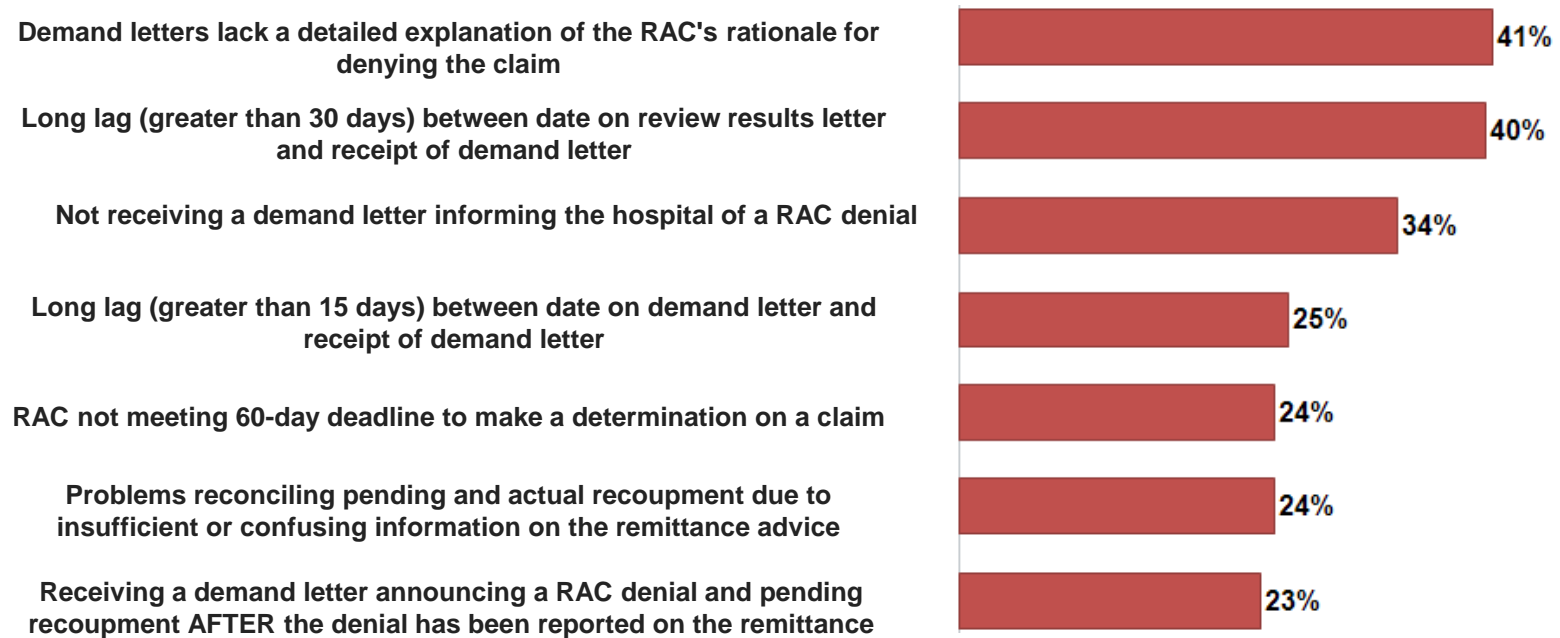 Demand letters lack a detailed explanation of the RAC's rationale for
denying the claim
41%
Long lag (greater than 30 days) between date on review results letter
and receipt of demand letter
40%
Not receiving a demand letter informing the hospital of a RAC denial
34%
Long lag (greater than 15 days) between date on demand letter and
receipt of demand letter
25%
RAC not meeting 60-day deadline to make a determination on a claim
24%
Problems reconciling pending and actual recoupment due to
insufficient or confusing information on the remittance advice
24%
Receiving a demand letter announcing a RAC denial and pending
recoupment AFTER the denial has been reported on the remittance
23%